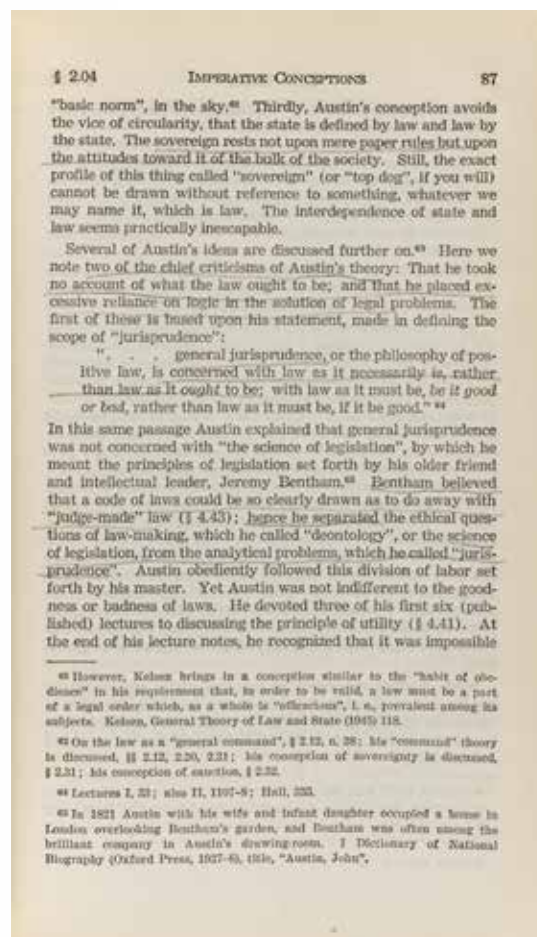 § 2.04 IMPERATIVE CONCEPTIONS 87
"basic norm", in the sky.⁶² Thirdly, Austin's conception avoids
the vice of circularity, that the state is defined by law and law by
the state. The sovereign rests not upon mere paper rules but upon
the attitudes toward it of the bulk of the society. Still, the exact
profile of this thing called "sovereign" (or "top dog", if you will)
cannot be drawn without reference to something, whatever we
may name it, which is law. The interdependence of state and
law seems practically inescapable.
Several of Austin's ideas are discussed further on.⁶³ Here we
note two of the chief criticisms of Austin's theory: That he took
no account of what the law ought to be; and that he placed ex-
cessive reliance on logic in the solution of legal problems. The
first of these is based upon his statement, made in defining the
scope of "jurisprudence":
". . . general jurisprudence, or the philosophy of pos-
itive law, is concerned with law as it necessarily is, rather
than law as it ought to be; with law as it must be, be it good
or bad, rather than law as it must be, if it be good." ⁶⁴
In this same passage Austin explained that general jurisprudence
was not concerned with "the science of legislation", by which he
meant the principles of legislation set forth by his older friend
and intellectual leader, Jeremy Bentham.⁶⁵ Bentham believed
that a code of laws could be so clearly drawn as to do away with
"judge-made" law (§ 4.43); hence he separated the ethical ques-
tions of law-making, which he called "deontology", or the science
of legislation, from the analytical problems, which he called "juris-
prudence". Austin obediently followed this division of labor set
forth by his master. Yet Austin was not indifferent to the good-
ness or badness of laws. He devoted three of his first six (pub-
lished) lectures to discussing the principle of utility (§ 4.41). At
the end of his lecture notes, he recognized that it was impossible
⁶² However, Kelsen brings in a conception similar to the "habit of obe-
dience" in his requirement that, in order to be valid, a law must be a part
of a legal order which, as a whole is "efficacious", i. e., prevalent among its
subjects. Kelsen, General Theory of Law and State (1945) 118.
⁶³ On the law as a "general command", § 2.12, n. 38; his "command" theory
is discussed, §§ 2.12, 2.20, 2.21; his conception of sovereignty is discussed,
§ 2.31; his conception of sanction, § 2.32.
⁶⁴ Lectures I, 33; also II, 1107-8; Hall, 335.
⁶⁵ In 1821 Austin with his wife and infant daughter occupied a house in
London overlooking Bentham's garden, and Bentham was often among the
brilliant company in Austin's drawing-room. I Dictionary of National
Biography (Oxford Press, 1937-8), title, "Austin, John".